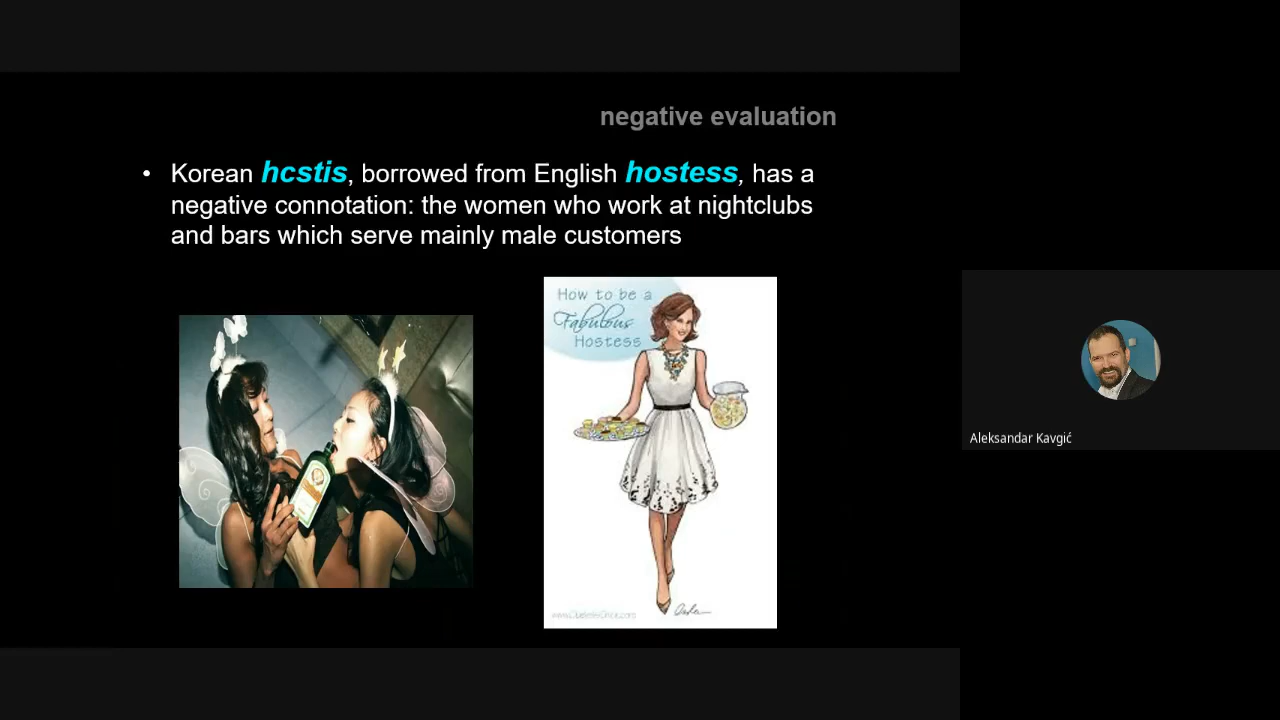 negative evaluation
• Korean hcstis, borrowed from English hostess, has a
negative connotation: the women who work at nightclubs
and bars which serve mainly male customers
How to be a
Fabulous
Hostess
Aleksandar Kavgić